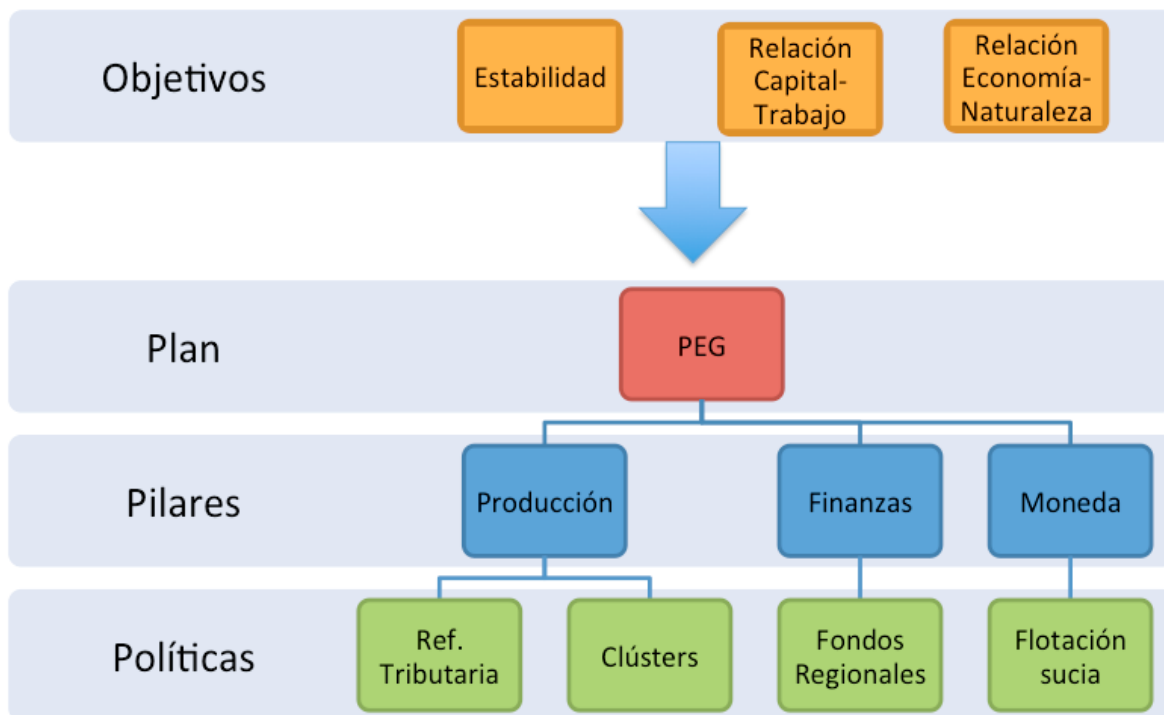 Objetivos
Estabilidad
Relación
Capital-
Trabajo
Relación
Economía-
Naturaleza
Plan
PEG
Pilares
Producción
Finanzas
Moneda
Políticas
Ref.
Tributaria
Clústers
Fondos
Regionales
Flotación
sucia